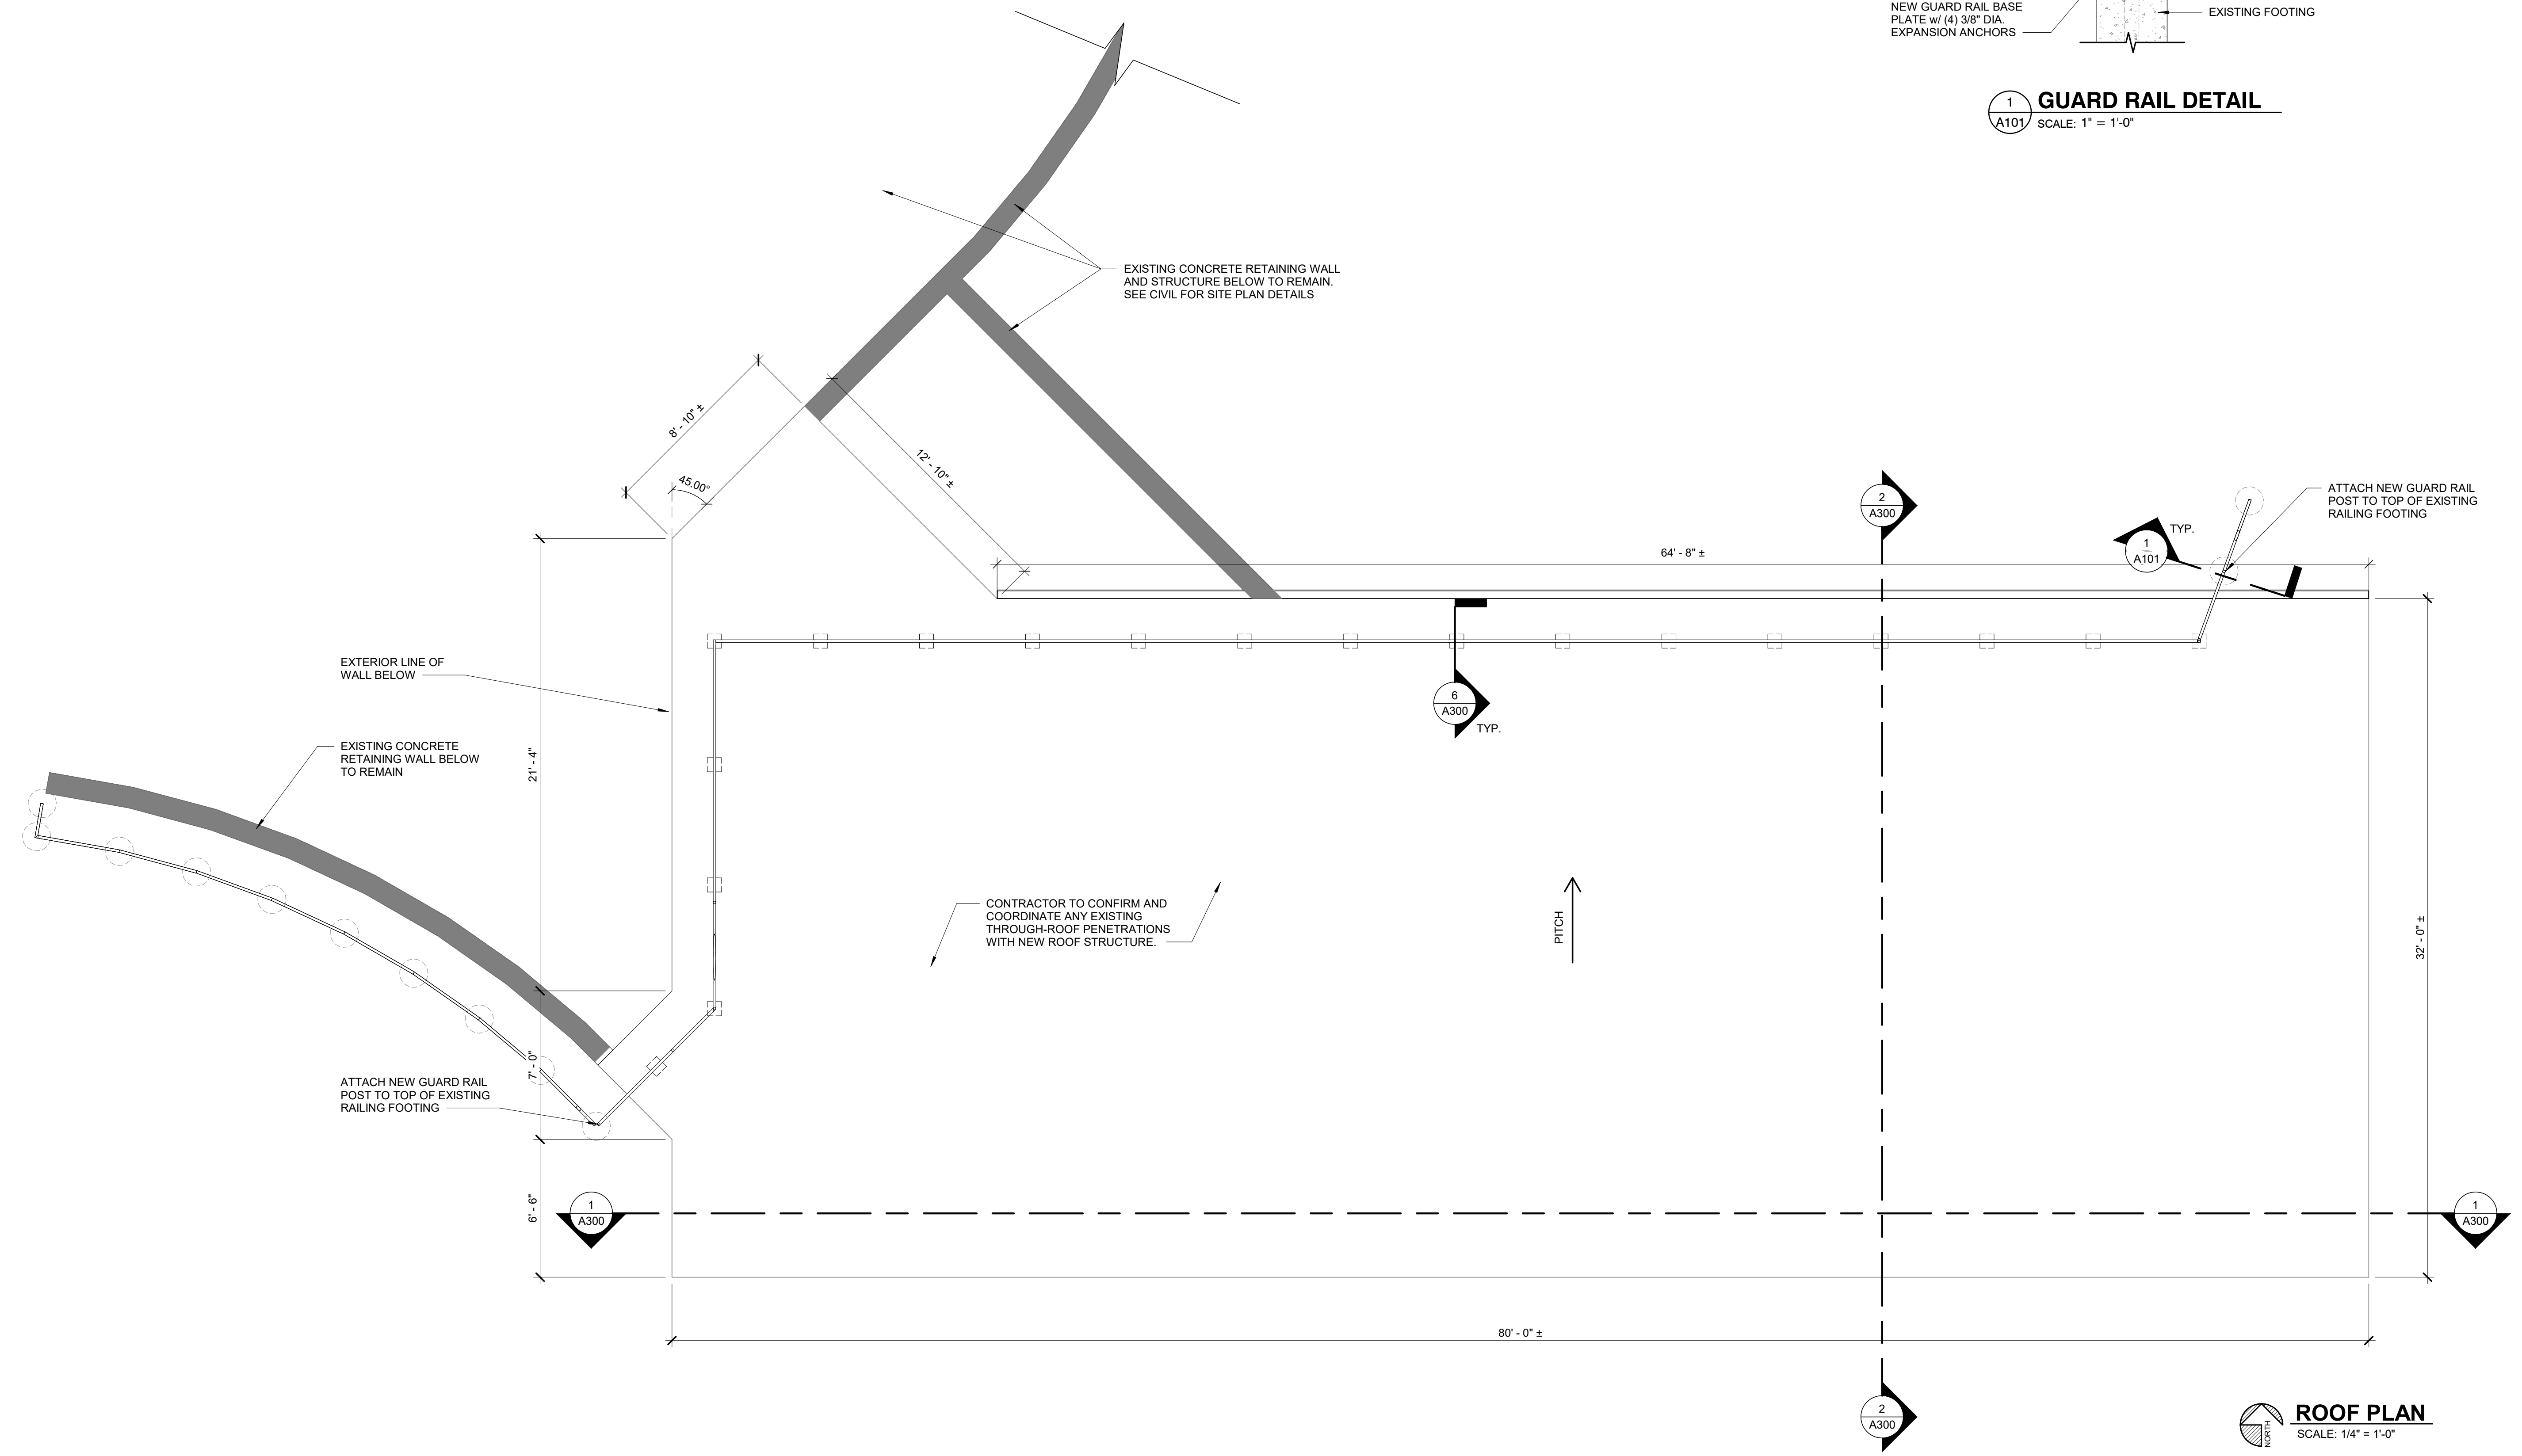 NEW GUARD RAIL BASE
PLATE w/ (4) 3/8" DIA.
EXPANSION ANCHORS
EXISTING FOOTING
1
A101
GUARD RAIL DETAIL
SCALE: 1" = 1'-0"
EXISTING CONCRETE RETAINING WALL
AND STRUCTURE BELOW TO REMAIN.
SEE CIVIL FOR SITE PLAN DETAILS
8' - 10" ±
45.00°
12' - 10" ±
2
A300
ATTACH NEW GUARD RAIL
POST TO TOP OF EXISTING
RAILING FOOTING
TYP.
1
A101
64' - 8" ±
EXTERIOR LINE OF
WALL BELOW
6
A300
TYP.
EXISTING CONCRETE
RETAINING WALL BELOW
TO REMAIN
21' - 4"
CONTRACTOR TO CONFIRM AND
COORDINATE ANY EXISTING
THROUGH-ROOF PENETRATIONS
WITH NEW ROOF STRUCTURE.
PITCH
32' - 0" ±
7' - 0"
ATTACH NEW GUARD RAIL
POST TO TOP OF EXISTING
RAILING FOOTING
6' - 6"
1
A300
1
A300
80' - 0" ±
2
A300
NORTH
ROOF PLAN
SCALE: 1/4" = 1'-0"